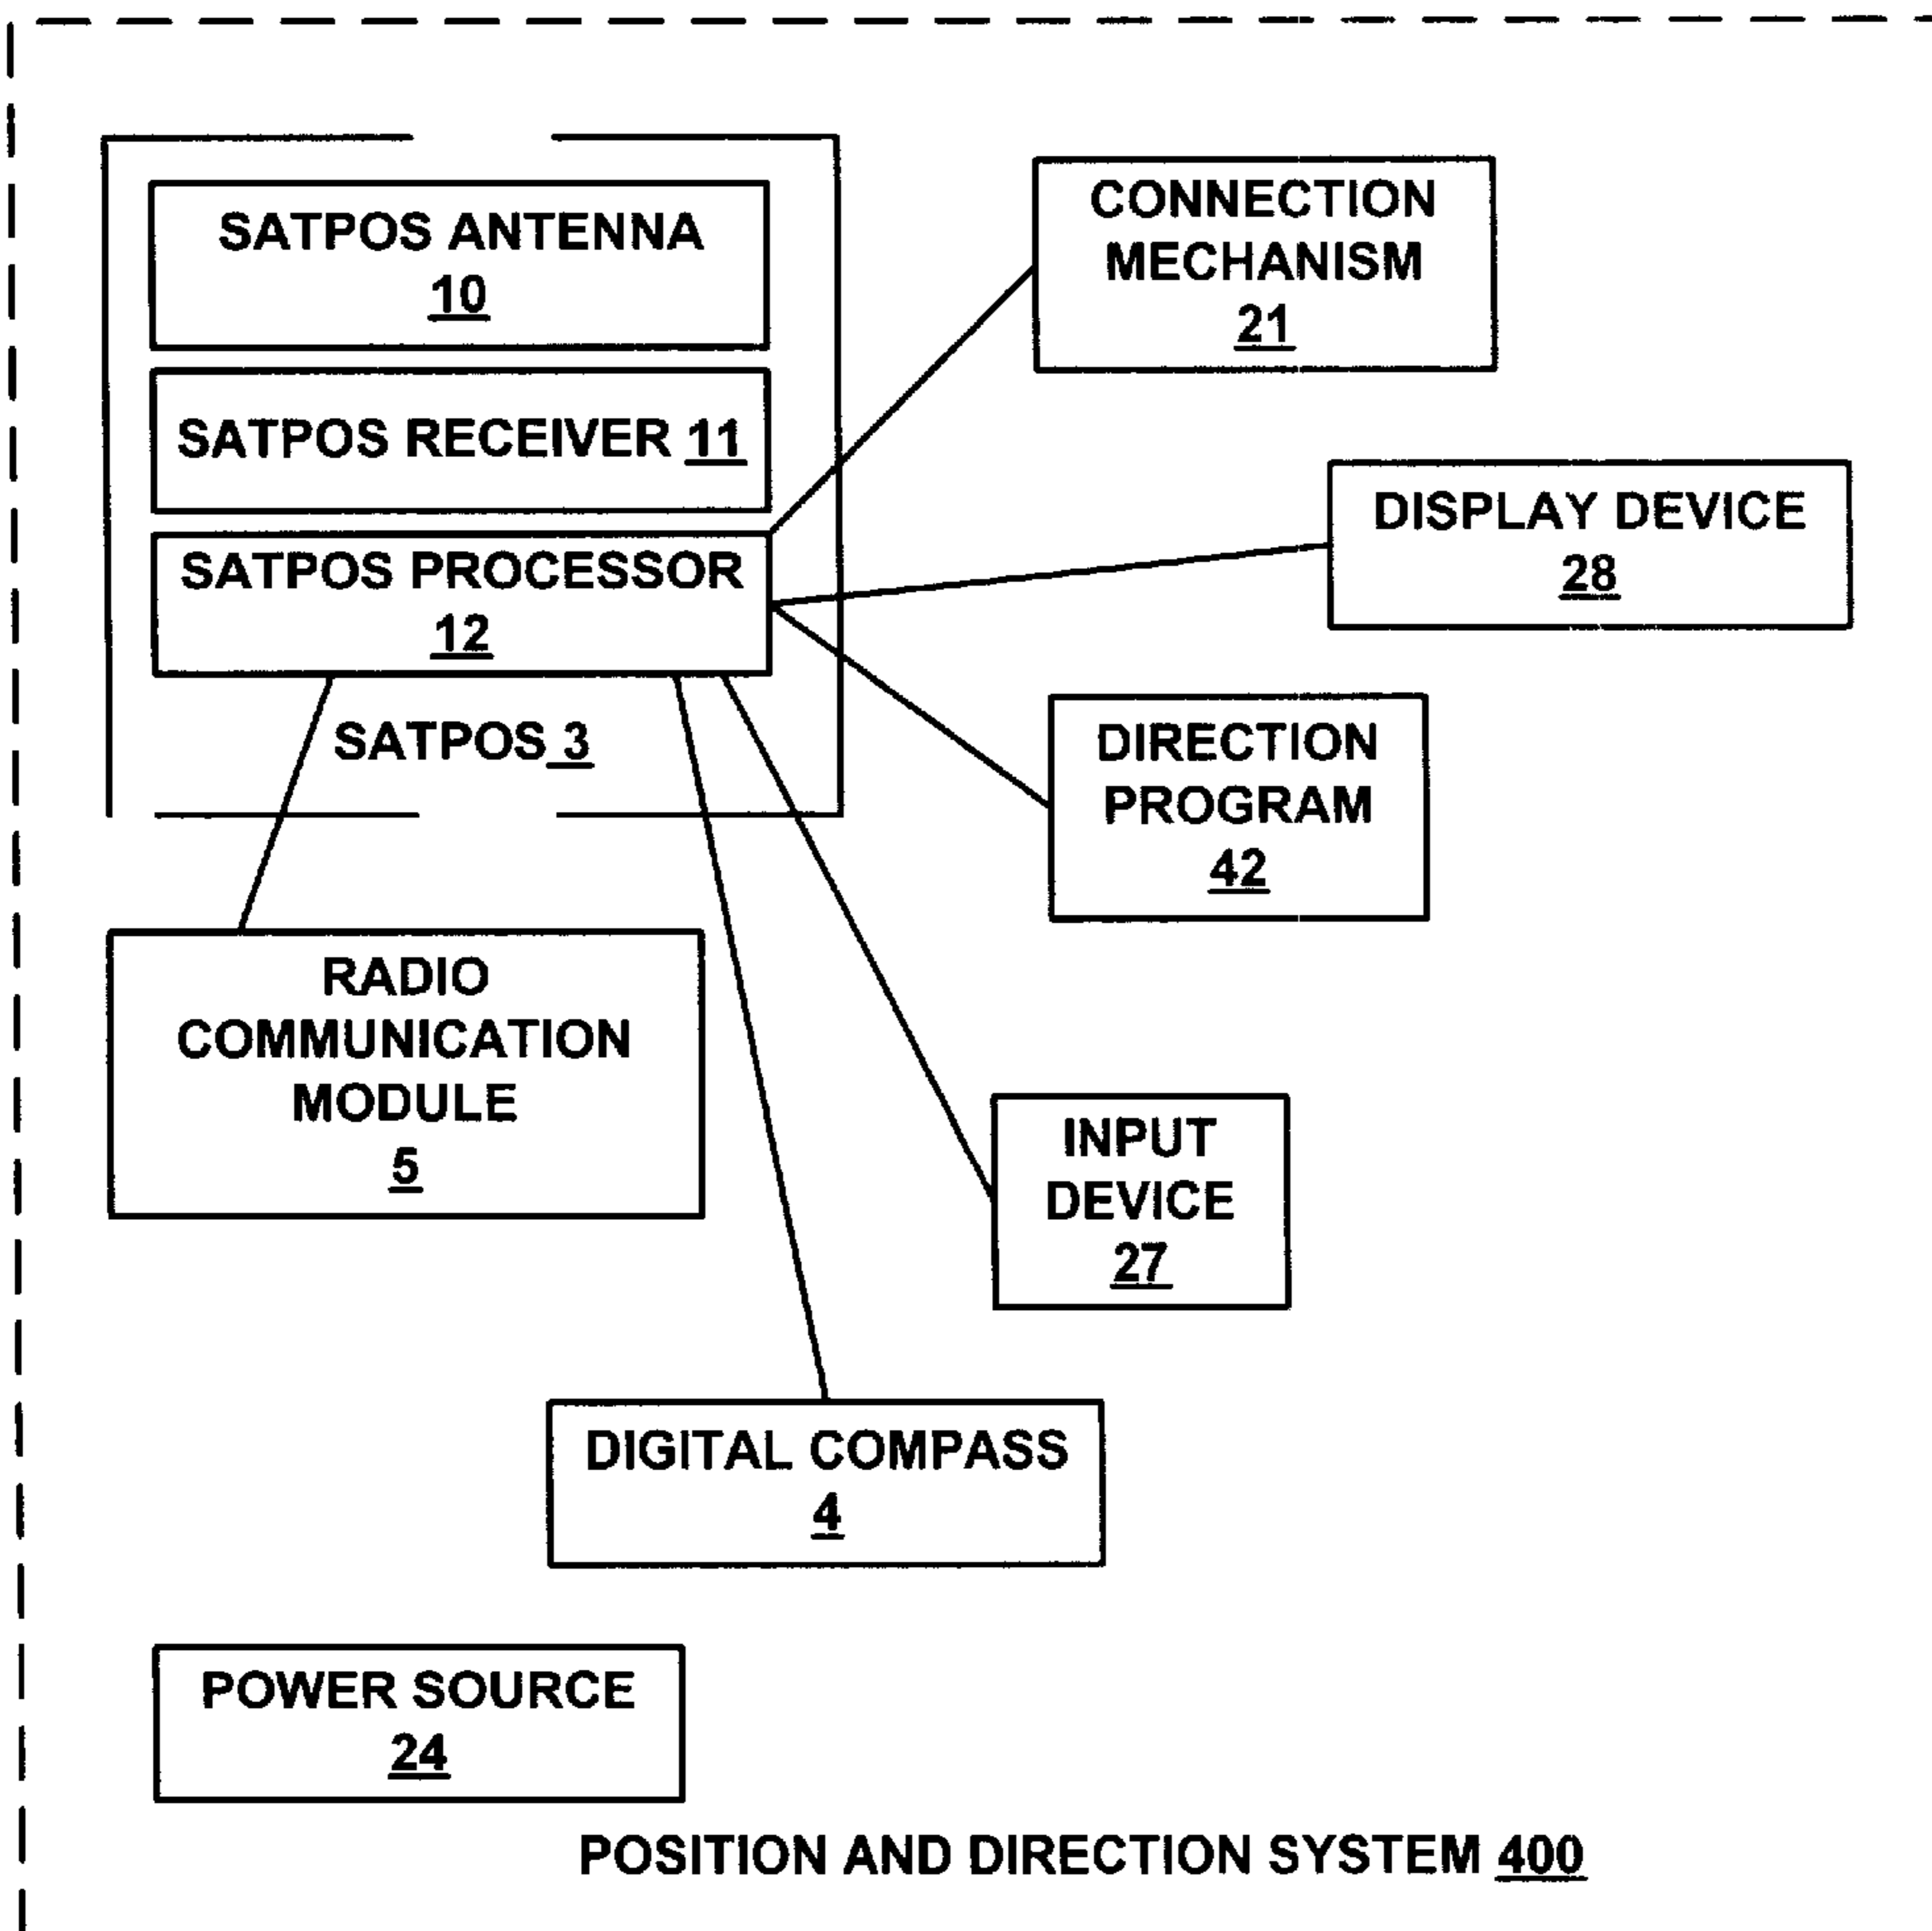 SATPOS ANTENNA
10
SATPOS RECEIVER 11
SATPOS PROCESSOR
12
SATPOS 3
CONNECTION
MECHANISM
21
DISPLAY DEVICE
28
DIRECTION
PROGRAM
42
RADIO
COMMUNICATION
MODULE
5
INPUT
DEVICE
27
DIGITAL COMPASS
4
POWER SOURCE
24
POSITION AND DIRECTION SYSTEM 400